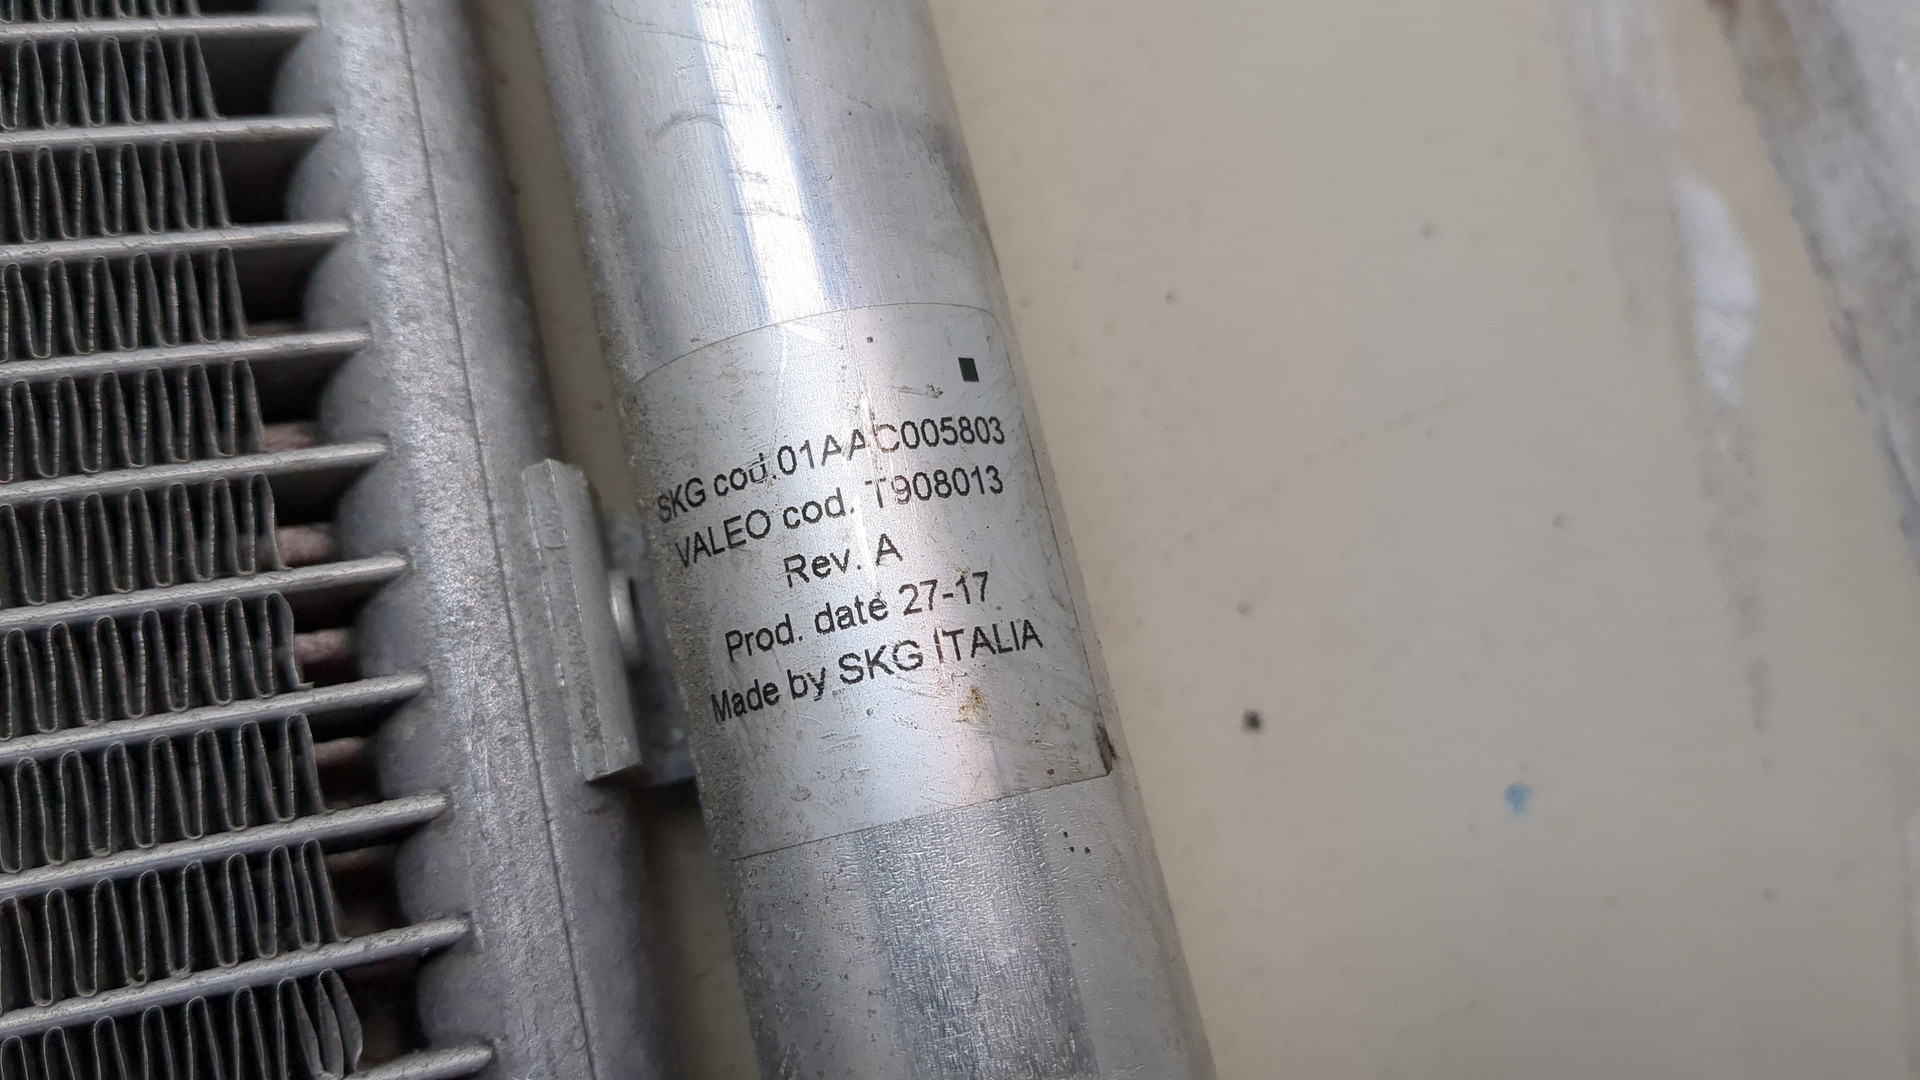 SKG cod.01AAC005803
VALEO cod. T908013
Rev. A
Prod. date 27-17
Made by SKG ITALIA